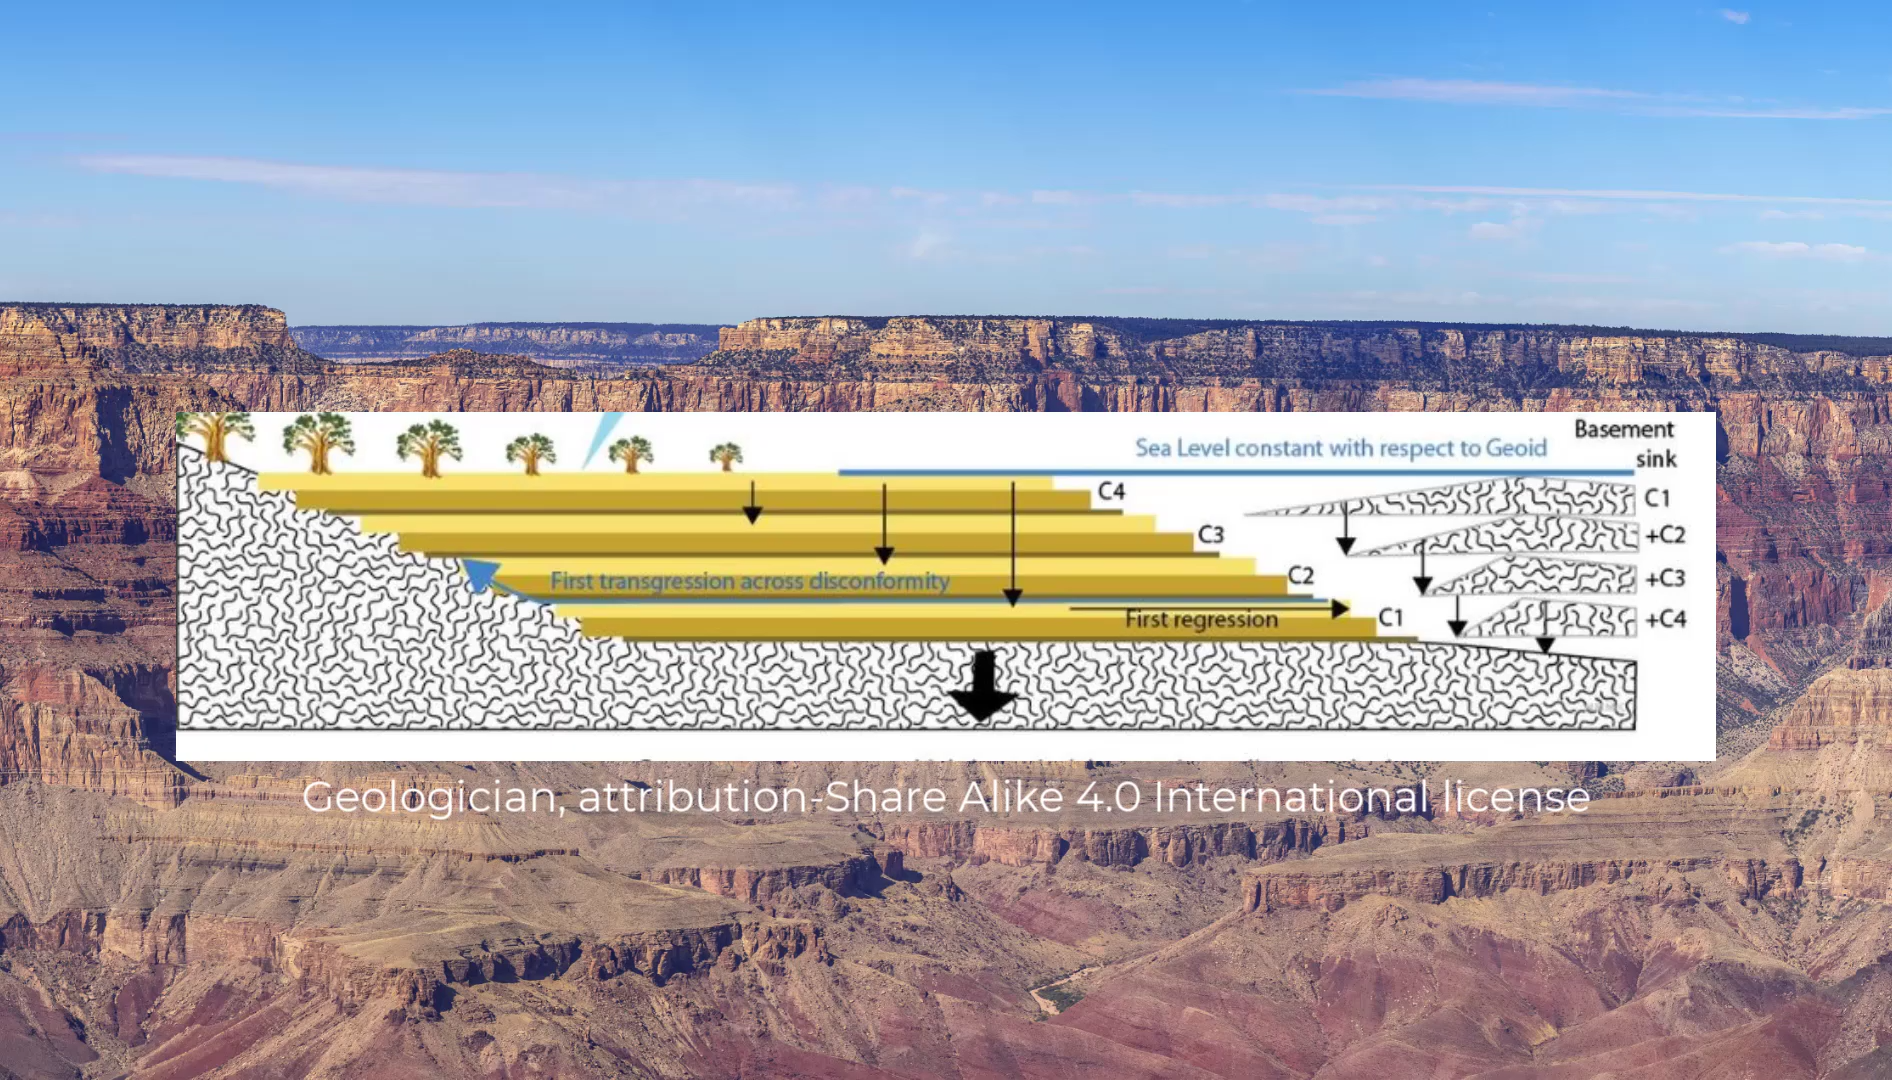 Basement
sink
Sea Level constant with respect to Geoid
C4
C1
C3
+C2
First transgression across disconformity
C2
+C3
First regression
C1
+C4
Geologician, attribution-Share Alike 4.0 International license